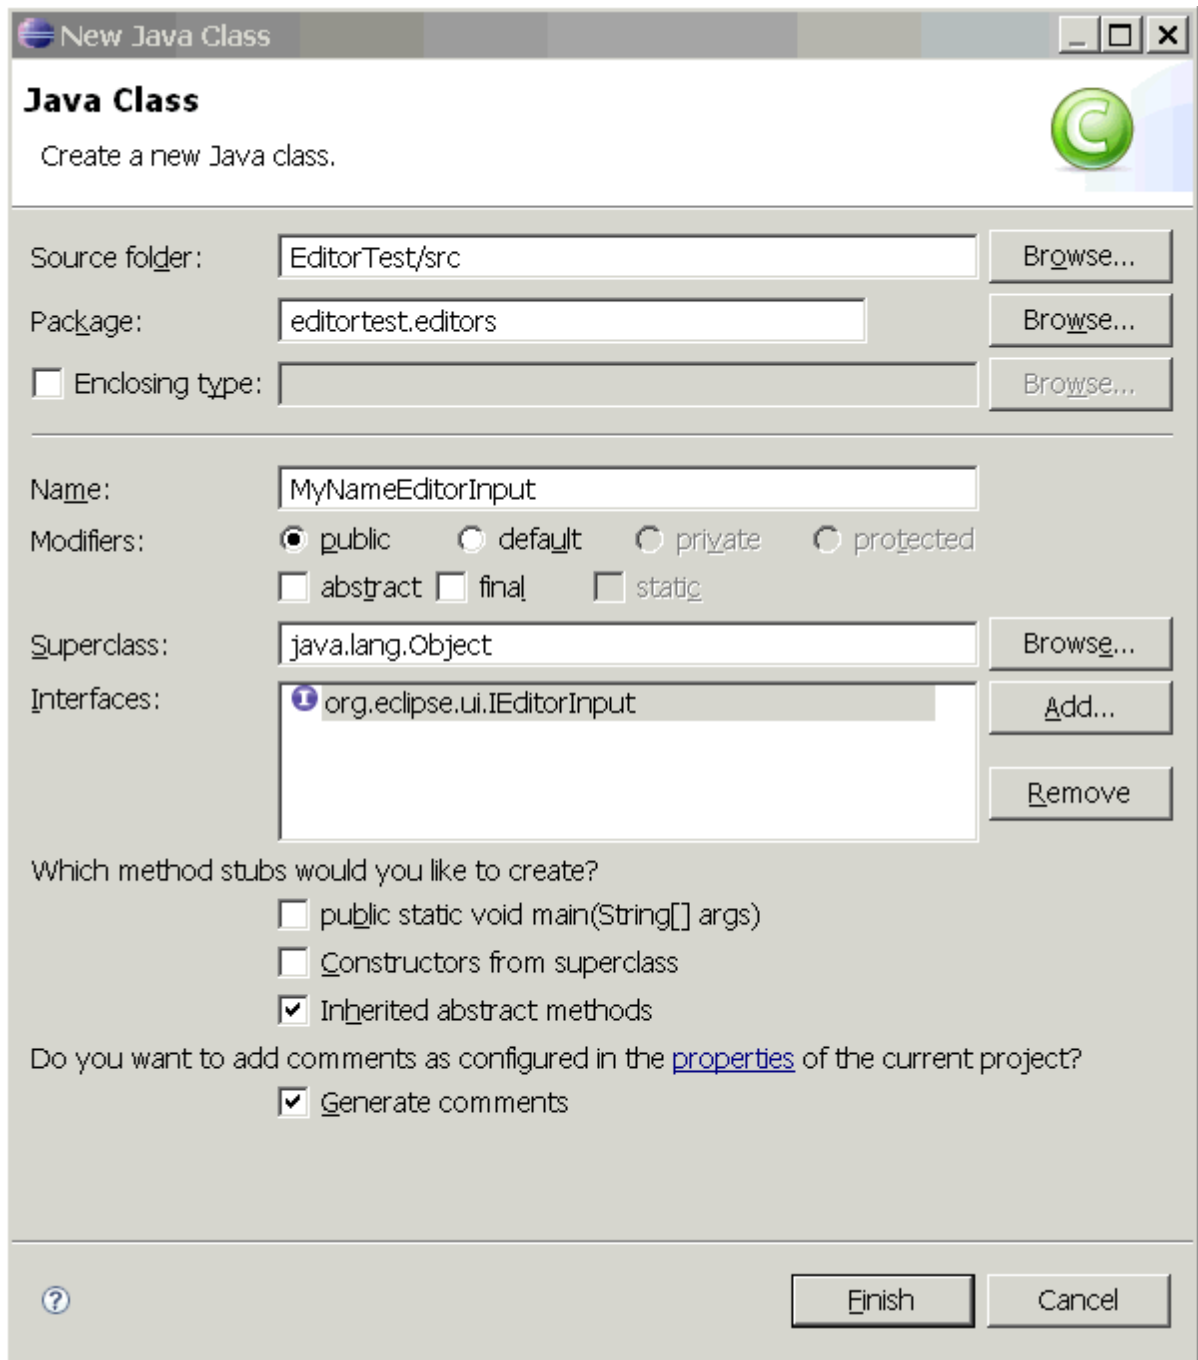 New Java Class
Java Class
Create a new Java class.
Source folder: EditorTest/src Browse...
Package: editortest.editors Browse...
Enclosing type: Browse...
Name: MyNameEditorInput
Modifiers: public default private protected
abstract final static
Superclass: java.lang.Object Browse...
Interfaces: org.eclipse.ui.IEditorInput Add...
Remove
Which method stubs would you like to create?
public static void main(String[] args)
Constructors from superclass
Inherited abstract methods
Do you want to add comments as configured in the properties of the current project?
Generate comments
? Finish Cancel